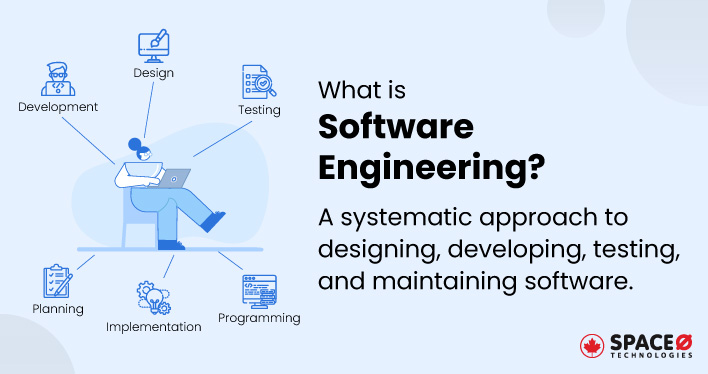 Design
Development
Testing
Planning
Implementation
Programming
What is
Software
Engineering?
A systematic approach to
designing, developing, testing,
and maintaining software.
SPACEØ
TECHNOLOGIES